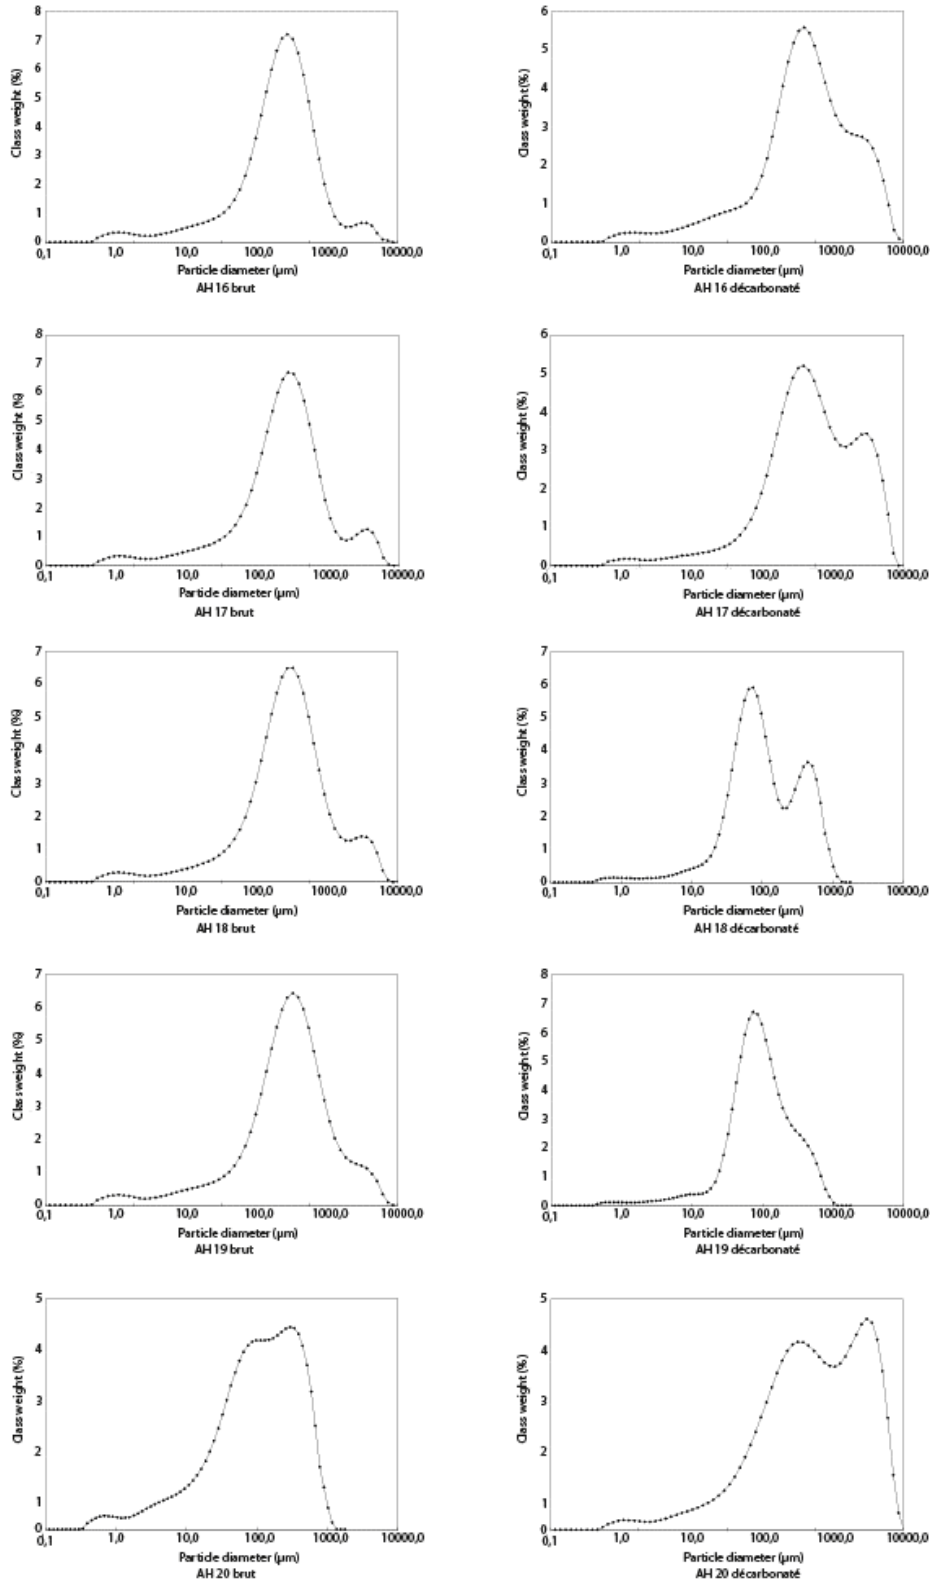 8
7
6
5
4
3
2
1
0
Class weight (%)
0,1 1,0 10,0 100,0 1000,0 10000,0
Particle diameter (µm)
AH 16 brut
6
5
4
3
2
1
0
Class weight (%)
0,1 1,0 10,0 100,0 1000,0 10000,0
Particle diameter (µm)
AH 16 décarbonaté
8
7
6
5
4
3
2
1
0
Class weight (%)
0,1 1,0 10,0 100,0 1000,0 10000,0
Particle diameter (µm)
AH 17 brut
6
5
4
3
2
1
0
Class weight (%)
0,1 1,0 10,0 100,0 1000,0 10000,0
Particle diameter (µm)
AH 17 décarbonaté
7
6
5
4
3
2
1
0
Class weight (%)
0,1 1,0 10,0 100,0 1000,0 10000,0
Particle diameter (µm)
AH 18 brut
7
6
5
4
3
2
1
0
Class weight (%)
0,1 1,0 10,0 100,0 1000,0 10000,0
Particle diameter (µm)
AH 18 décarbonaté
7
6
5
4
3
2
1
0
Class weight (%)
0,1 1,0 10,0 100,0 1000,0 10000,0
Particle diameter (µm)
AH 19 brut
8
7
6
5
4
3
2
1
0
Class weight (%)
0,1 1,0 10,0 100,0 1000,0 10000,0
Particle diameter (µm)
AH 19 décarbonaté
5
4
3
2
1
0
Class weight (%)
0,1 1,0 10,0 100,0 1000,0 10000,0
Particle diameter (µm)
AH 20 brut
5
4
3
2
1
0
Class weight (%)
0,1 1,0 10,0 100,0 1000,0 10000,0
Particle diameter (µm)
AH 20 décarbonaté